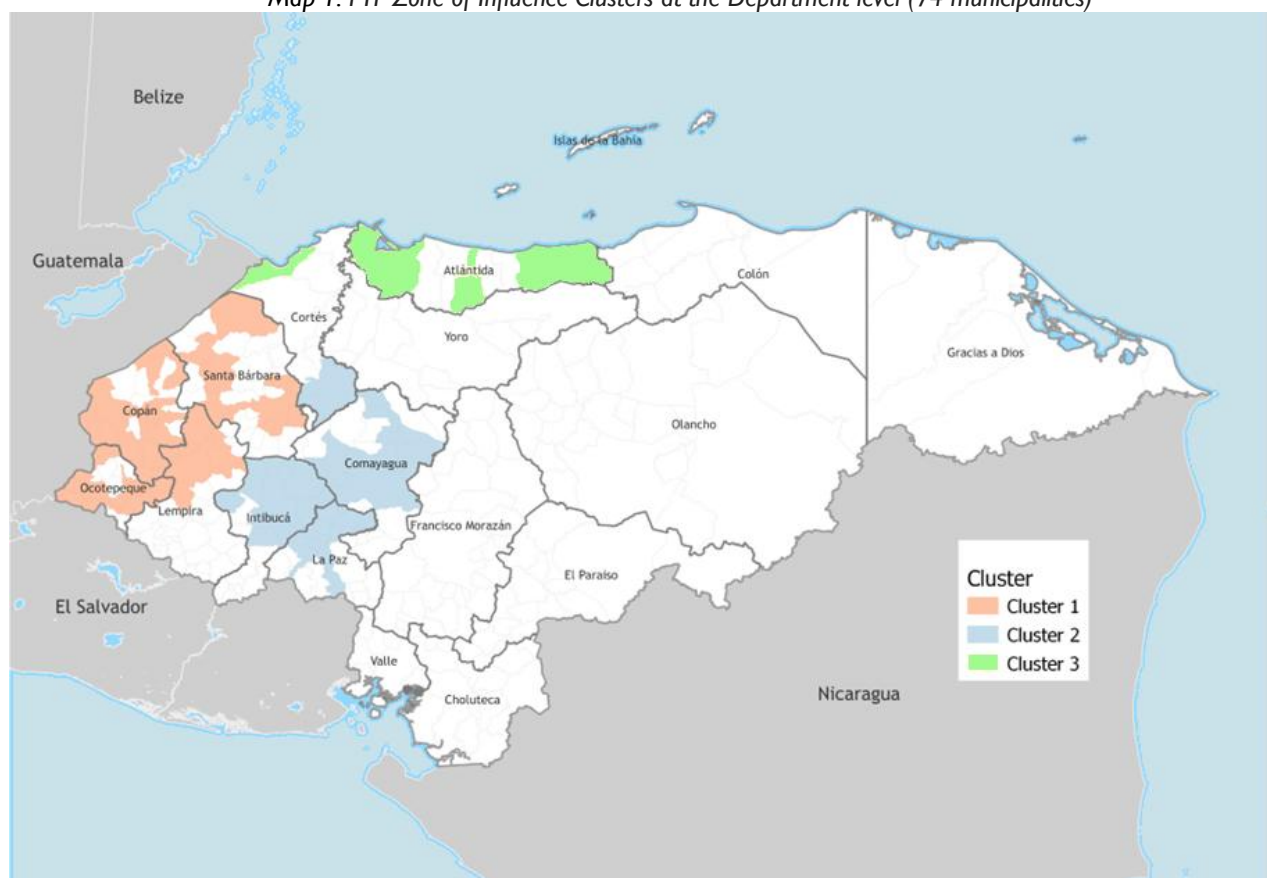 Map 1. FTF Zone of Influence Clusters at the Department level (74 municipalities)
Belize
Islas de la Bahía
Guatemala
Atlántida
Colón
Cortés
Yoro
Gracias a Dios
Santa Bárbara
Copán
Olancho
Comayagua
Ocotepeque
Lempira
Intibucá
Francisco Morazán
La Paz
El Paraíso
El Salvador
Cluster
Cluster 1
Cluster 2
Cluster 3
Valle
Choluteca
Nicaragua